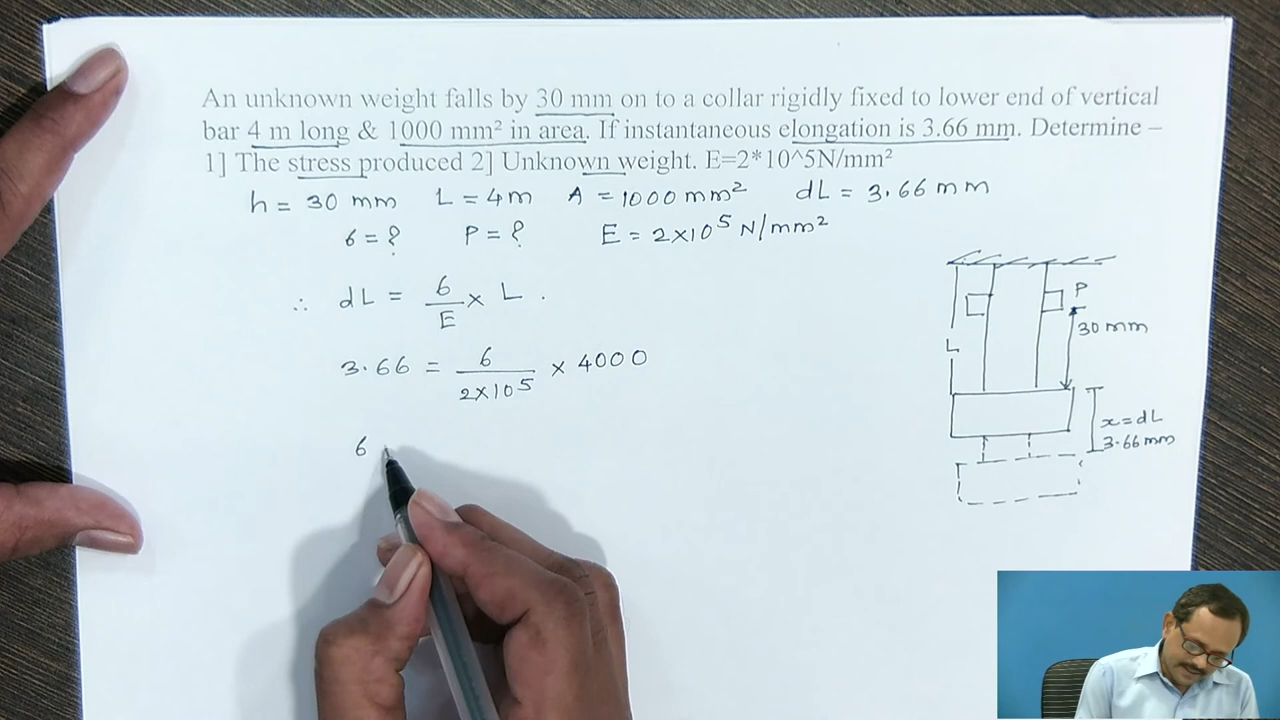 An unknown weight falls by 30 mm on to a collar rigidly fixed to lower end of vertical
bar 4 m long & 1000 mm² in area. If instantaneous elongation is 3.66 mm. Determine –
1] The stress produced 2] Unknown weight. E=2*10^5N/mm²
h = 30 mm L = 4m A = 1000 mm² dL = 3.66 mm
6 = ? P = ? E = 2×10⁵ N/mm²
∴ dL = 6/E × L .
3.66 = 6/2×10⁵ × 4000
6
P
30 mm
L
x = dL
3.66 mm